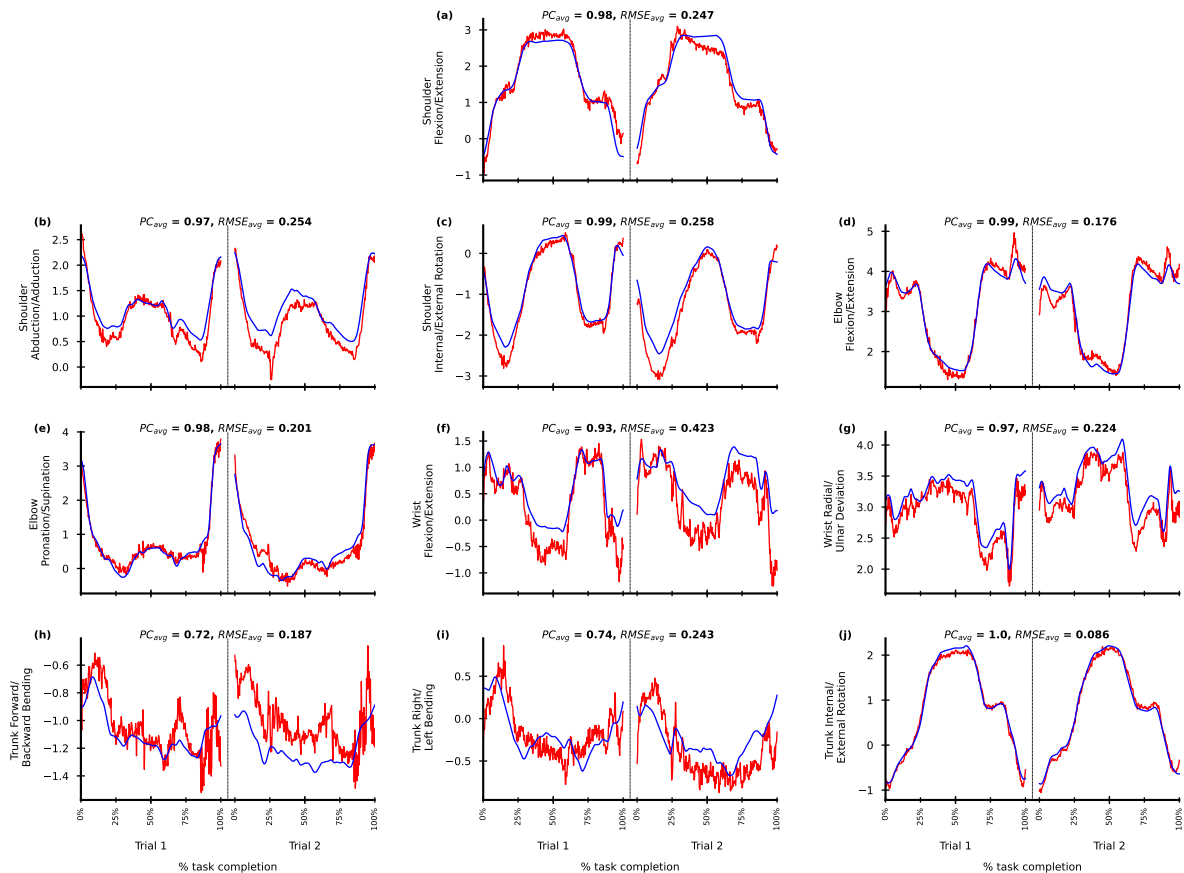 (a) PCavg = 0.98, RMSEavg = 0.247
Shoulder
Flexion/Extension
3
2
1
0
−1
(b) PCavg = 0.97, RMSEavg = 0.254
Shoulder
Abduction/Adduction
2.5
2.0
1.5
1.0
0.5
0.0
(c) PCavg = 0.99, RMSEavg = 0.258
Shoulder
Internal/External Rotation
0
−1
−2
−3
(d) PCavg = 0.99, RMSEavg = 0.176
Elbow
Flexion/Extension
5
4
3
2
(e) PCavg = 0.98, RMSEavg = 0.201
Elbow
Pronation/Supination
4
3
2
1
0
(f) PCavg = 0.93, RMSEavg = 0.423
Wrist
Flexion/Extension
1.5
1.0
0.5
0.0
−0.5
−1.0
(g) PCavg = 0.97, RMSEavg = 0.224
Wrist Radial/
Ulnar Deviation
4.0
3.5
3.0
2.5
2.0
(h) PCavg = 0.72, RMSEavg = 0.187
Trunk Forward/
Backward Bending
−0.6
−0.8
−1.0
−1.2
−1.4
0% 25% 50% 75% 100% 0% 25% 50% 75% 100%
Trial 1 Trial 2
% task completion
(i) PCavg = 0.74, RMSEavg = 0.243
Trunk Right/
Left Bending
0.5
0.0
−0.5
0% 25% 50% 75% 100% 0% 25% 50% 75% 100%
Trial 1 Trial 2
% task completion
(j) PCavg = 1.0, RMSEavg = 0.086
Trunk Internal/
External Rotation
2
1
0
−1
0% 25% 50% 75% 100% 0% 25% 50% 75% 100%
Trial 1 Trial 2
% task completion